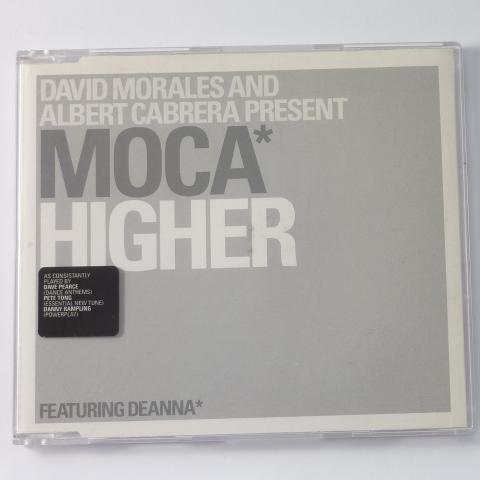 DAVID MORALES AND
ALBERT CABRERA PRESENT
MOCA*
HIGHER
AS CONSISTANTLY
PLAYED BY
DAVE PEARCE
(DANCE ANTHEMS)
PETE TONG
(ESSENTIAL NEW TUNE)
DANNY RAMPLING
(POWERPLAY)
FEATURING DEANNA*